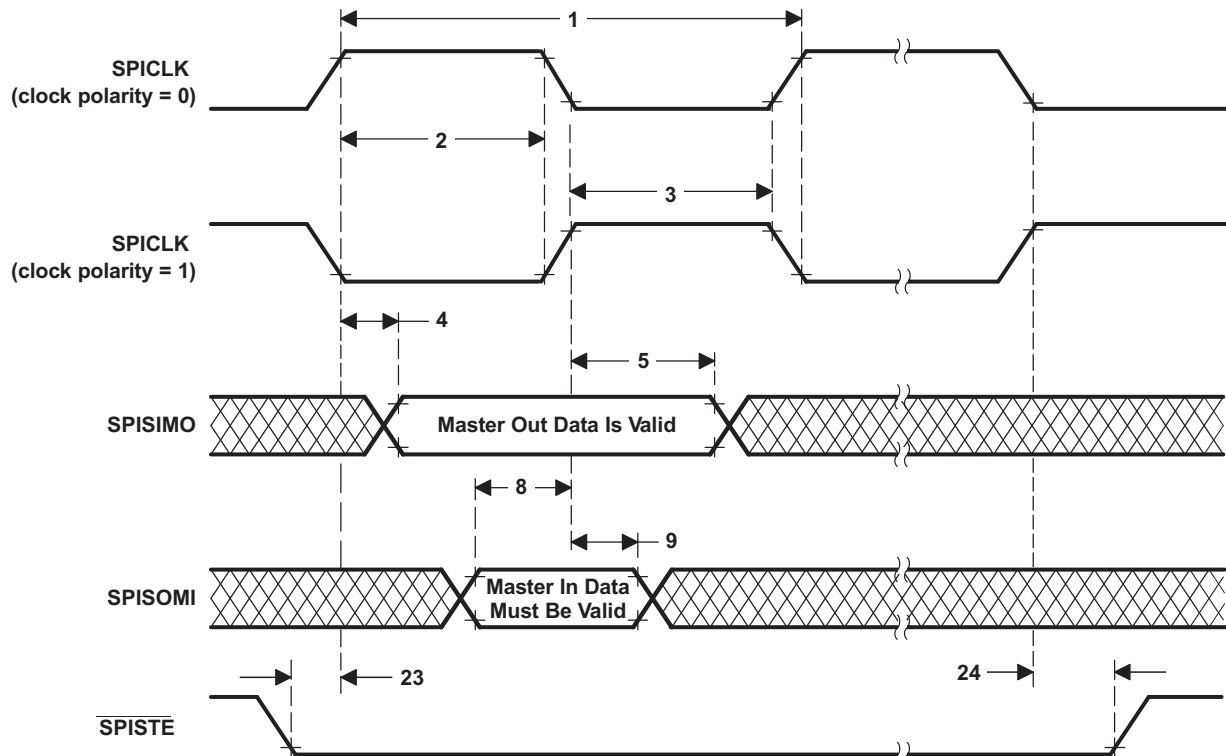 1
SPICLK
(clock polarity = 0)
2
3
SPICLK
(clock polarity = 1)
4
5
SPISIMO
Master Out Data Is Valid
8
9
SPISOMI
Master In Data
Must Be Valid
23
24
SPISTE